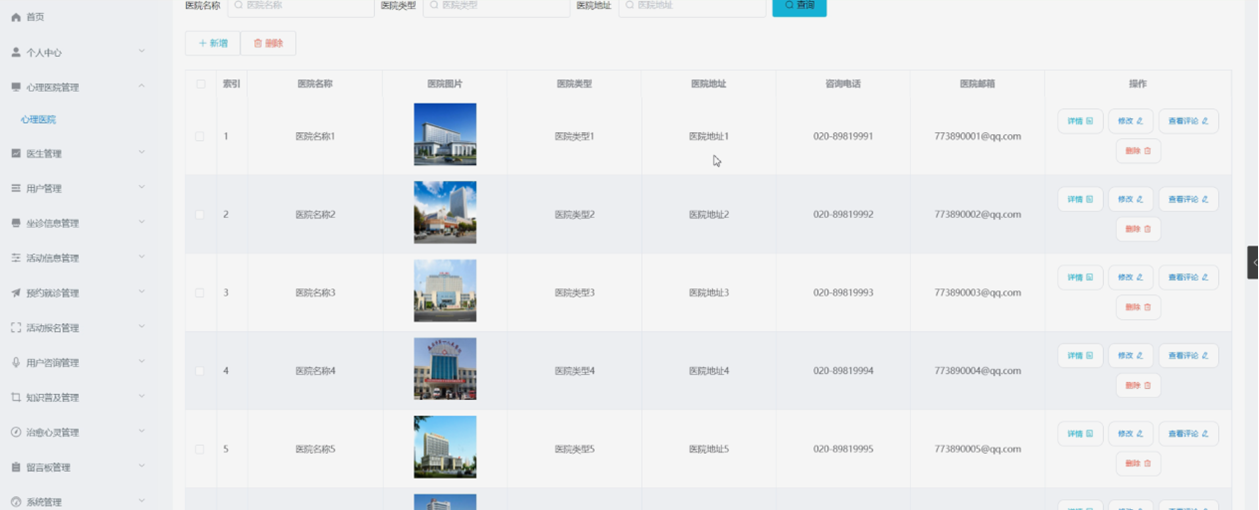 医院名称 医院名称 医院类型 医院类型 医院地址 医院地址 查询
首页
新增 删除
个人中心
心理医院管理
心理医院
医生管理
用户管理
坐诊信息管理
活动信息管理
预约就诊管理
活动报名管理
用户咨询管理
知识普及管理
治愈心灵管理
留言板管理
系统管理
索引 医院名称 医院图片 医院类型 医院地址 咨询电话 医院邮箱 操作
1 医院名称1 医院类型1 医院地址1 020-89819991 773890001@qq.com 详情 修改 查看评论
删除
2 医院名称2 医院类型2 医院地址2 020-89819992 773890002@qq.com 详情 修改 查看评论
删除
3 医院名称3 医院类型3 医院地址3 020-89819993 773890003@qq.com 详情 修改 查看评论
删除
4 医院名称4 医院类型4 医院地址4 020-89819994 773890004@qq.com 详情 修改 查看评论
删除
5 医院名称5 医院类型5 医院地址5 020-89819995 773890005@qq.com 详情 修改 查看评论
删除